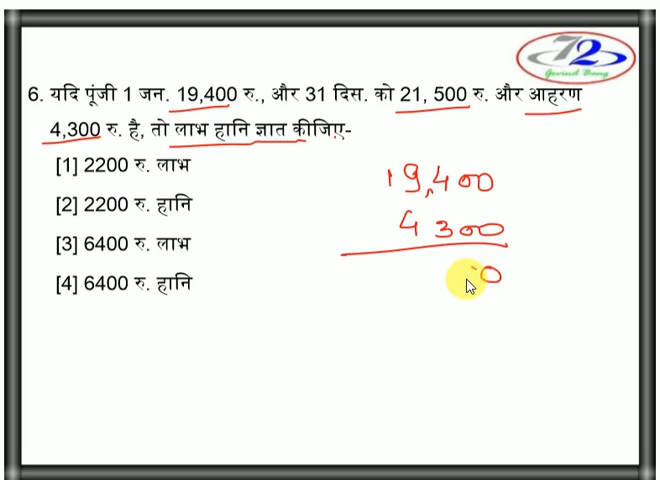 72
Govind Bang
6. यदि पूंजी 1 जन. 19,400 रु., और 31 दिस. को 21, 500 रु. और आहरण
4,300 रु. है, तो लाभ हानि ज्ञात कीजिए-
[1] 2200 रु. लाभ
[2] 2200 रु. हानि
[3] 6400 रु. लाभ
[4] 6400 रु. हानि
19,400
4300
0